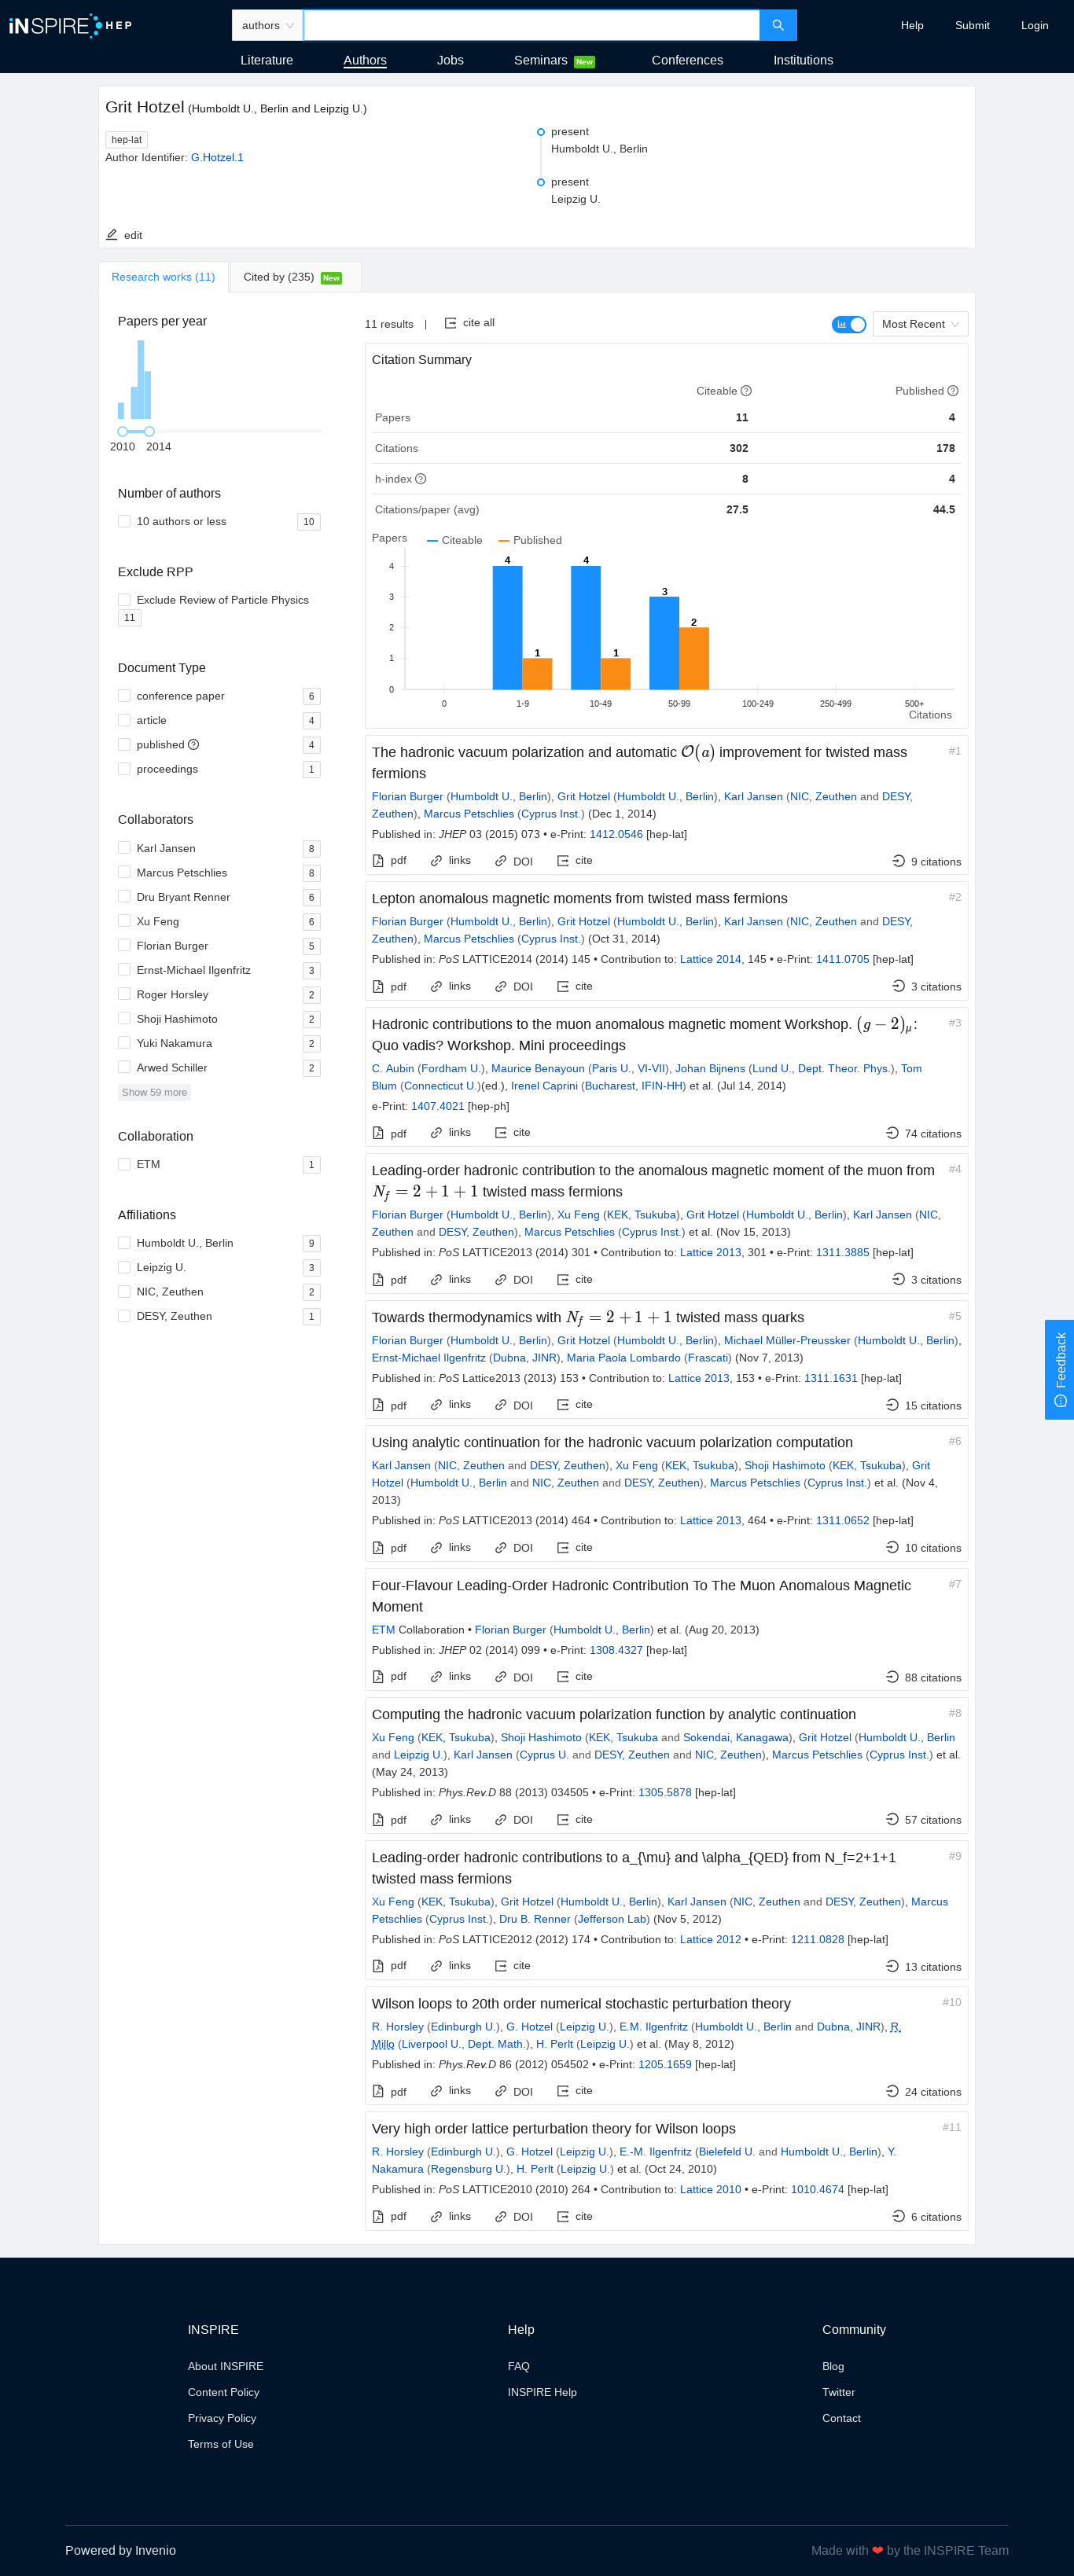 iNSPIRE HEP
authors
Help
Submit
Login
Literature
Authors
Jobs
Seminars New
Conferences
Institutions
Grit Hotzel (Humboldt U., Berlin and Leipzig U.)
hep-lat
Author Identifier: G.Hotzel.1
present
Humboldt U., Berlin
present
Leipzig U.
edit
Research works (11)
Cited by (235) New
Papers per year
2010 2014
Number of authors
10 authors or less 10
Exclude RPP
Exclude Review of Particle Physics
11
Document Type
conference paper 6
article 4
published 4
proceedings 1
Collaborators
Karl Jansen 8
Marcus Petschlies 8
Dru Bryant Renner 6
Xu Feng 6
Florian Burger 5
Ernst-Michael Ilgenfritz 3
Roger Horsley 2
Shoji Hashimoto 2
Yuki Nakamura 2
Arwed Schiller 2
Show 59 more
Collaboration
ETM 1
Affiliations
Humboldt U., Berlin 9
Leipzig U. 3
NIC, Zeuthen 2
DESY, Zeuthen 1
11 results | cite all
Most Recent
Citation Summary
Citeable Published
Papers 11 4
Citations 302 178
h-index 8 4
Citations/paper (avg) 27.5 44.5
Papers Citeable Published
4 4
4
3
3
2
2
1 1
1
0
0 1-9 10-49 50-99 100-249 250-499 500+
Citations
The hadronic vacuum polarization and automatic O(a) improvement for twisted mass #1
fermions
Florian Burger (Humboldt U., Berlin), Grit Hotzel (Humboldt U., Berlin), Karl Jansen (NIC, Zeuthen and DESY,
Zeuthen), Marcus Petschlies (Cyprus Inst.) (Dec 1, 2014)
Published in: JHEP 03 (2015) 073 • e-Print: 1412.0546 [hep-lat]
pdf links DOI cite 9 citations
Lepton anomalous magnetic moments from twisted mass fermions #2
Florian Burger (Humboldt U., Berlin), Grit Hotzel (Humboldt U., Berlin), Karl Jansen (NIC, Zeuthen and DESY,
Zeuthen), Marcus Petschlies (Cyprus Inst.) (Oct 31, 2014)
Published in: PoS LATTICE2014 (2014) 145 • Contribution to: Lattice 2014, 145 • e-Print: 1411.0705 [hep-lat]
pdf links DOI cite 3 citations
Hadronic contributions to the muon anomalous magnetic moment Workshop. (g − 2)μ: #3
Quo vadis? Workshop. Mini proceedings
C. Aubin (Fordham U.), Maurice Benayoun (Paris U., VI-VII), Johan Bijnens (Lund U., Dept. Theor. Phys.), Tom
Blum (Connecticut U.)(ed.), Irenel Caprini (Bucharest, IFIN-HH) et al. (Jul 14, 2014)
e-Print: 1407.4021 [hep-ph]
pdf links cite 74 citations
Leading-order hadronic contribution to the anomalous magnetic moment of the muon from #4
Nf = 2 + 1 + 1 twisted mass fermions
Florian Burger (Humboldt U., Berlin), Xu Feng (KEK, Tsukuba), Grit Hotzel (Humboldt U., Berlin), Karl Jansen (NIC,
Zeuthen and DESY, Zeuthen), Marcus Petschlies (Cyprus Inst.) et al. (Nov 15, 2013)
Published in: PoS LATTICE2013 (2014) 301 • Contribution to: Lattice 2013, 301 • e-Print: 1311.3885 [hep-lat]
pdf links DOI cite 3 citations
Towards thermodynamics with Nf = 2 + 1 + 1 twisted mass quarks #5
Florian Burger (Humboldt U., Berlin), Grit Hotzel (Humboldt U., Berlin), Michael Müller-Preussker (Humboldt U., Berlin),
Ernst-Michael Ilgenfritz (Dubna, JINR), Maria Paola Lombardo (Frascati) (Nov 7, 2013)
Published in: PoS Lattice2013 (2013) 153 • Contribution to: Lattice 2013, 153 • e-Print: 1311.1631 [hep-lat]
pdf links DOI cite 15 citations
Using analytic continuation for the hadronic vacuum polarization computation #6
Karl Jansen (NIC, Zeuthen and DESY, Zeuthen), Xu Feng (KEK, Tsukuba), Shoji Hashimoto (KEK, Tsukuba), Grit
Hotzel (Humboldt U., Berlin and NIC, Zeuthen and DESY, Zeuthen), Marcus Petschlies (Cyprus Inst.) et al. (Nov 4,
2013)
Published in: PoS LATTICE2013 (2014) 464 • Contribution to: Lattice 2013, 464 • e-Print: 1311.0652 [hep-lat]
pdf links DOI cite 10 citations
Four-Flavour Leading-Order Hadronic Contribution To The Muon Anomalous Magnetic #7
Moment
ETM Collaboration • Florian Burger (Humboldt U., Berlin) et al. (Aug 20, 2013)
Published in: JHEP 02 (2014) 099 • e-Print: 1308.4327 [hep-lat]
pdf links DOI cite 88 citations
Computing the hadronic vacuum polarization function by analytic continuation #8
Xu Feng (KEK, Tsukuba), Shoji Hashimoto (KEK, Tsukuba and Sokendai, Kanagawa), Grit Hotzel (Humboldt U., Berlin
and Leipzig U.), Karl Jansen (Cyprus U. and DESY, Zeuthen and NIC, Zeuthen), Marcus Petschlies (Cyprus Inst.) et al.
(May 24, 2013)
Published in: Phys.Rev.D 88 (2013) 034505 • e-Print: 1305.5878 [hep-lat]
pdf links DOI cite 57 citations
Leading-order hadronic contributions to a_{\mu} and \alpha_{QED} from N_f=2+1+1 #9
twisted mass fermions
Xu Feng (KEK, Tsukuba), Grit Hotzel (Humboldt U., Berlin), Karl Jansen (NIC, Zeuthen and DESY, Zeuthen), Marcus
Petschlies (Cyprus Inst.), Dru B. Renner (Jefferson Lab) (Nov 5, 2012)
Published in: PoS LATTICE2012 (2012) 174 • Contribution to: Lattice 2012 • e-Print: 1211.0828 [hep-lat]
pdf links cite 13 citations
Wilson loops to 20th order numerical stochastic perturbation theory #10
R. Horsley (Edinburgh U.), G. Hotzel (Leipzig U.), E.M. Ilgenfritz (Humboldt U., Berlin and Dubna, JINR), R.
Millo (Liverpool U., Dept. Math.), H. Perlt (Leipzig U.) et al. (May 8, 2012)
Published in: Phys.Rev.D 86 (2012) 054502 • e-Print: 1205.1659 [hep-lat]
pdf links DOI cite 24 citations
Very high order lattice perturbation theory for Wilson loops #11
R. Horsley (Edinburgh U.), G. Hotzel (Leipzig U.), E.-M. Ilgenfritz (Bielefeld U. and Humboldt U., Berlin), Y.
Nakamura (Regensburg U.), H. Perlt (Leipzig U.) et al. (Oct 24, 2010)
Published in: PoS LATTICE2010 (2010) 264 • Contribution to: Lattice 2010 • e-Print: 1010.4674 [hep-lat]
pdf links DOI cite 6 citations
Feedback
INSPIRE
About INSPIRE
Content Policy
Privacy Policy
Terms of Use
Help
FAQ
INSPIRE Help
Community
Blog
Twitter
Contact
Powered by Invenio
Made with ❤ by the INSPIRE Team